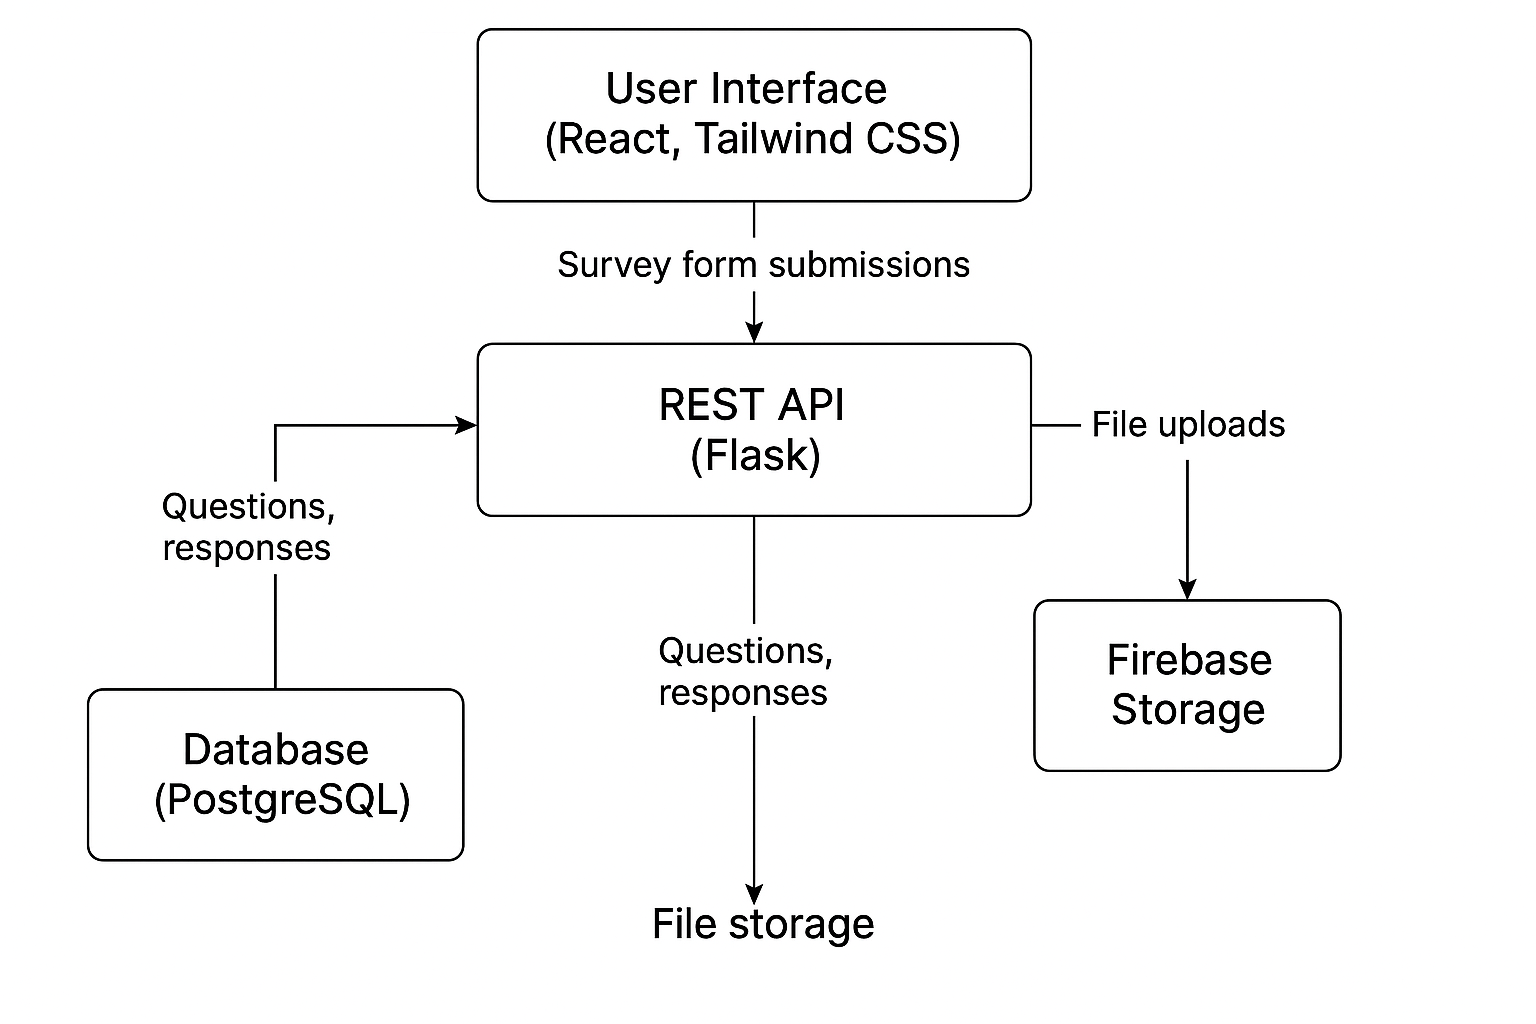 User Interface
(React, Tailwind CSS)
Survey form submissions
REST API
(Flask)
File uploads
Questions,
responses
Questions,
responses
Firebase
Storage
Database
(PostgreSQL)
File storage